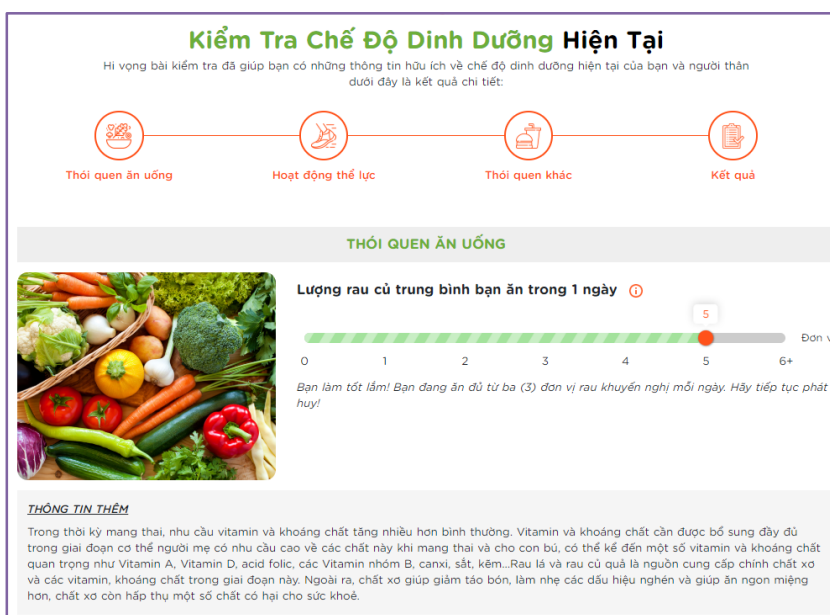 Kiểm Tra Chế Độ Dinh Dưỡng Hiện Tại
Hi vọng bài kiểm tra đã giúp bạn có những thông tin hữu ích về chế độ dinh dưỡng hiện tại của bạn và người thân
dưới đây là kết quả chi tiết:
Thói quen ăn uống
Hoạt động thể lực
Thói quen khác
Kết quả
THÓI QUEN ĂN UỐNG
Lượng rau củ trung bình bạn ăn trong 1 ngày
5
Đơn v
0 1 2 3 4 5 6+
Bạn làm tốt lắm! Bạn đang ăn đủ từ ba (3) đơn vị rau khuyến nghị mỗi ngày. Hãy tiếp tục phát
huy!
THÔNG TIN THÊM
Trong thời kỳ mang thai, nhu cầu vitamin và khoáng chất tăng nhiều hơn bình thường. Vitamin và khoáng chất cần được bổ sung đầy đủ
trong giai đoạn cơ thể người mẹ có nhu cầu cao về các chất này khi mang thai và cho con bú, có thể kể đến một số vitamin và khoáng chất
quan trọng như Vitamin A, Vitamin D, acid folic, các Vitamin nhóm B, canxi, sắt, kẽm...Rau lá và rau củ quả là nguồn cung cấp chính chất xơ
và các vitamin, khoáng chất trong giai đoạn này. Ngoài ra, chất xơ giúp giảm táo bón, làm nhẹ các dấu hiệu nghén và giúp ăn ngon miệng
hơn, chất xơ còn hấp thụ một số chất có hại cho sức khoẻ.